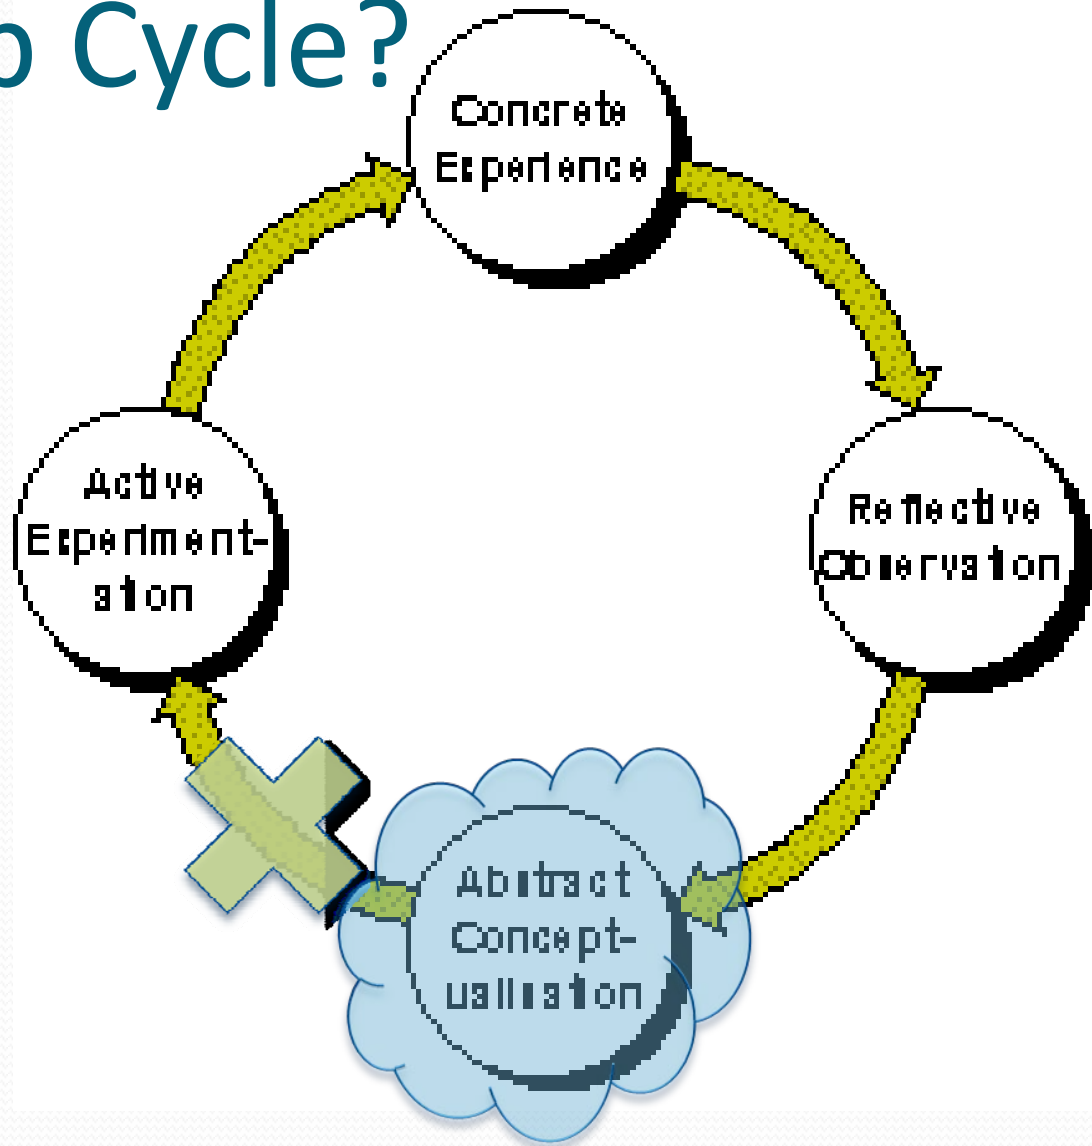 Cycle?
Concrete
Experience
Reflective
Observation
Abstract
Concept-
ualisation
Active
Experiment-
ation